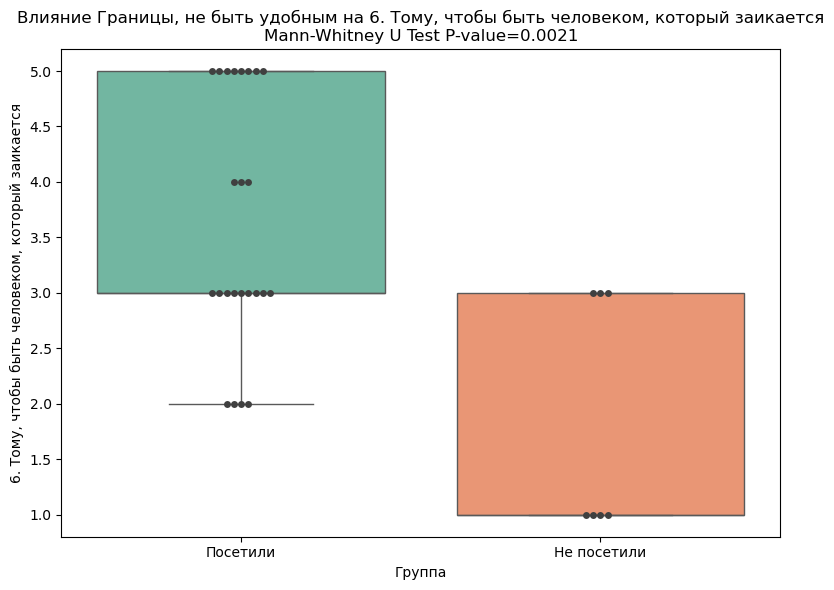 Влияние Границы, не быть удобным на 6. Тому, чтобы быть человеком, который заикается
Mann-Whitney U Test P-value=0.0021
6. Тому, чтобы быть человеком, который заикается
5.0
4.5
4.0
3.5
3.0
2.5
2.0
1.5
1.0
Посетили
Не посетили
Группа